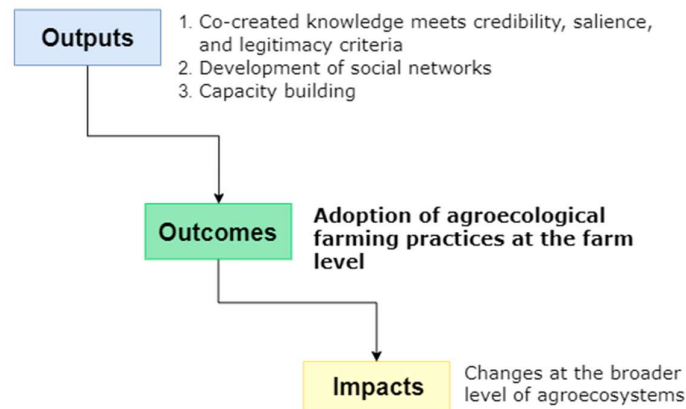 Outputs
1. Co-created knowledge meets credibility, salience,
and legitimacy criteria
2. Development of social networks
3. Capacity building
Outcomes
Adoption of agroecological
farming practices at the farm
level
Impacts
Changes at the broader
level of agroecosystems